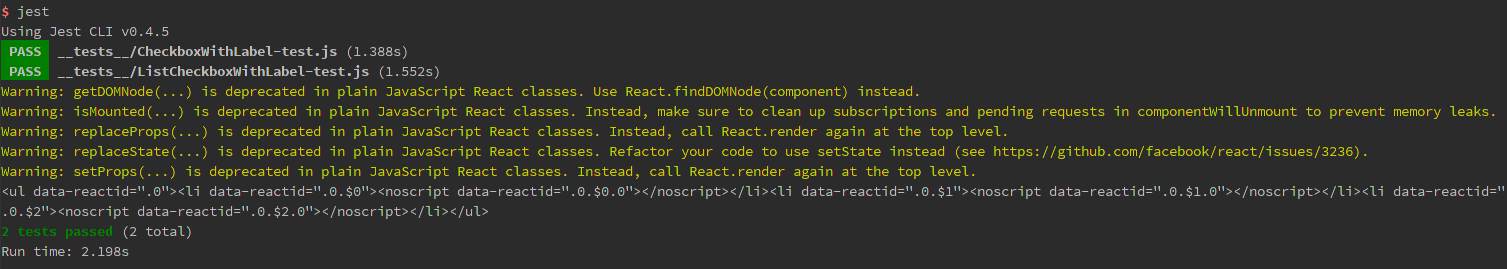 $ jest
Using Jest CLI v0.4.5
PASS __tests__/CheckboxWithLabel-test.js (1.388s)
PASS __tests__/ListCheckboxWithLabel-test.js (1.552s)
Warning: getDOMNode(...) is deprecated in plain JavaScript React classes. Use React.findDOMNode(component) instead.
Warning: isMounted(...) is deprecated in plain JavaScript React classes. Instead, make sure to clean up subscriptions and pending requests in componentWillUnmount to prevent memory leaks.
Warning: replaceProps(...) is deprecated in plain JavaScript React classes. Instead, call React.render again at the top level.
Warning: replaceState(...) is deprecated in plain JavaScript React classes. Refactor your code to use setState instead (see https://github.com/facebook/react/issues/3236).
Warning: setProps(...) is deprecated in plain JavaScript React classes. Instead, call React.render again at the top level.
<ul data-reactid=".0"><li data-reactid=".0.$0"><noscript data-reactid=".0.$0.0"></noscript></li><li data-reactid=".0.$1"><noscript data-reactid=".0.$1.0"></noscript></li><li data-reactid="
.0.$2"><noscript data-reactid=".0.$2.0"></noscript></li></ul>
2 tests passed (2 total)
Run time: 2.198s